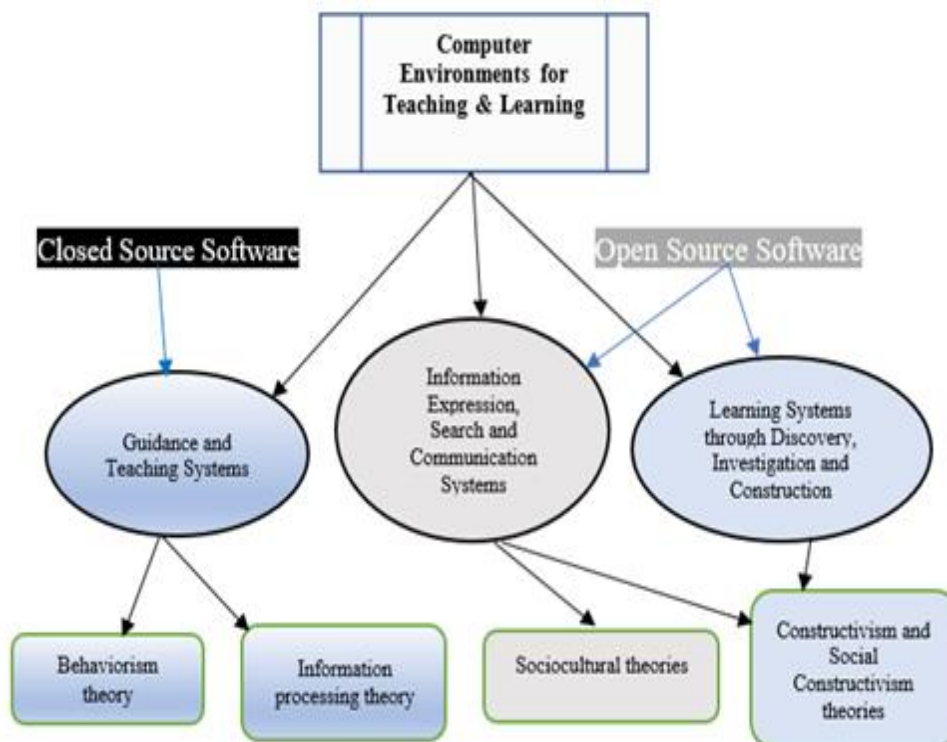 Computer
Environments for
Teaching & Learning
Closed Source Software
Open Source Software
Guidance and
Teaching Systems
Information
Expression,
Search and
Communication
Systems
Learning Systems
through Discovery,
Investigation and
Construction
Behaviorism
theory
Information
processing theory
Sociocultural theories
Constructivism and
Social
Constructivism
theories